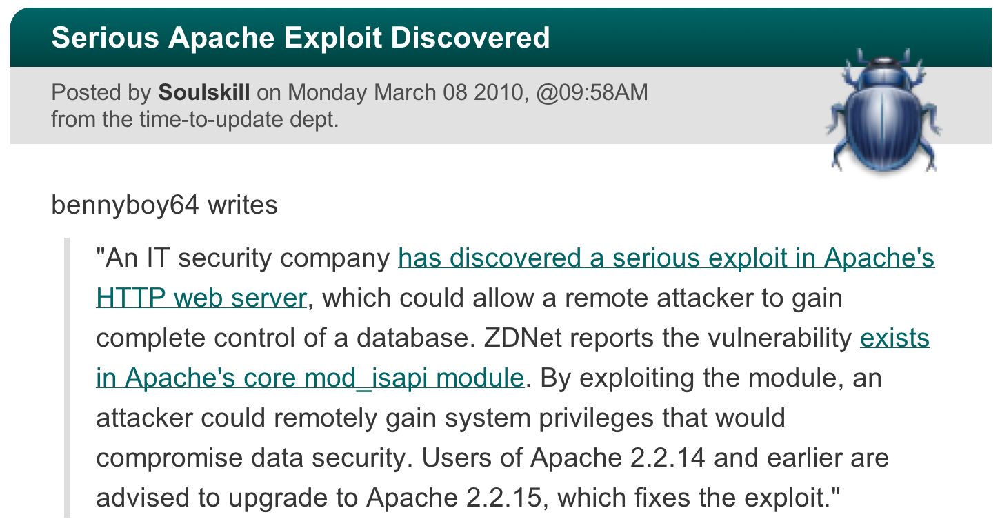 Serious Apache Exploit Discovered
Posted by Soulskill on Monday March 08 2010, @09:58AM
from the time-to-update dept.
bennyboy64 writes
"An IT security company has discovered a serious exploit in Apache's
HTTP web server, which could allow a remote attacker to gain
complete control of a database. ZDNet reports the vulnerability exists
in Apache's core mod_isapi module. By exploiting the module, an
attacker could remotely gain system privileges that would
compromise data security. Users of Apache 2.2.14 and earlier are
advised to upgrade to Apache 2.2.15, which fixes the exploit."